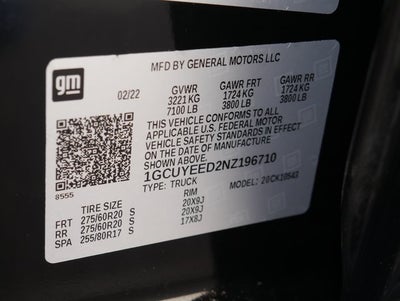 gm
MFD BY GENERAL MOTORS LLC
02/22
GVWR GAWR FRT GAWR RR
3221 KG 1724 KG 1724 KG
7100 LB 3800 LB 3800 LB
THIS VEHICLE CONFORMS TO ALL
APPLICABLE U.S. FEDERAL MOTOR
VEHICLE SAFETY STANDARDS IN EFFECT
ON THE DATE OF MANUFACTURE
SHOWN ABOVE.
1GCUYEED2NZ196710
8555
TYPE: TRUCK MODEL: 20CK10543
TIRE SIZE RIM
FRT 275/60R20 S 20X9J
RR 275/60R20 S 20X9J
SPA 255/80R17 S 17X8J